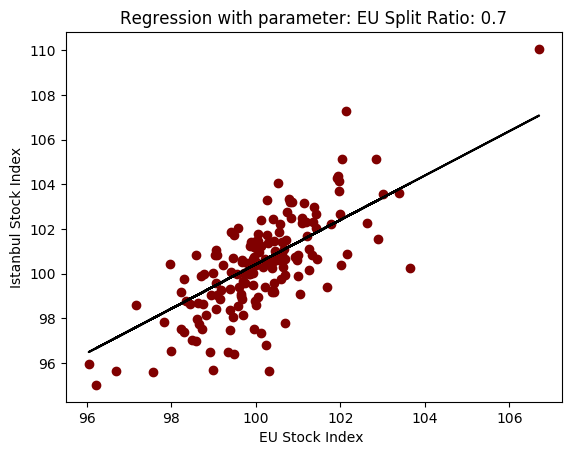 Regression with parameter: EU Split Ratio: 0.7
110
108
106
104
102
100
98
96
Istanbul Stock Index
96 98 100 102 104 106
EU Stock Index